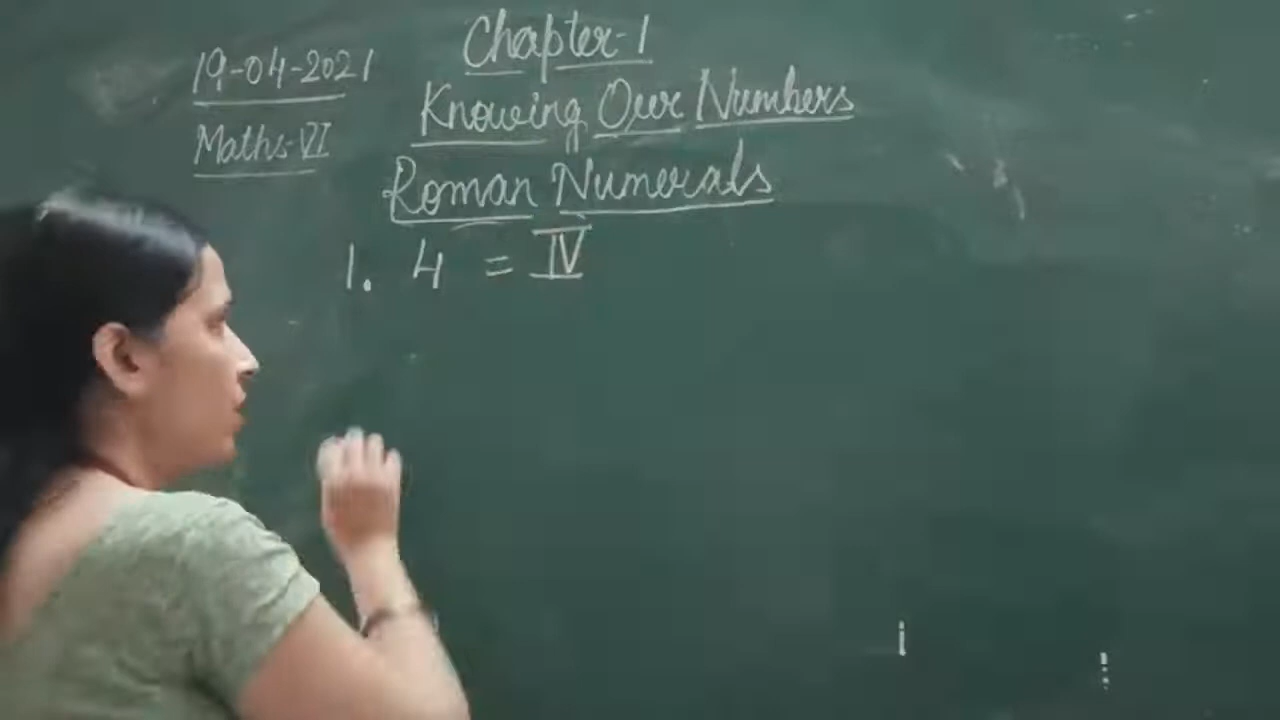 19-04-2021
Maths-VI
Chapter-1
Knowing Our Numbers
Roman Numerals
1. 4 = IV